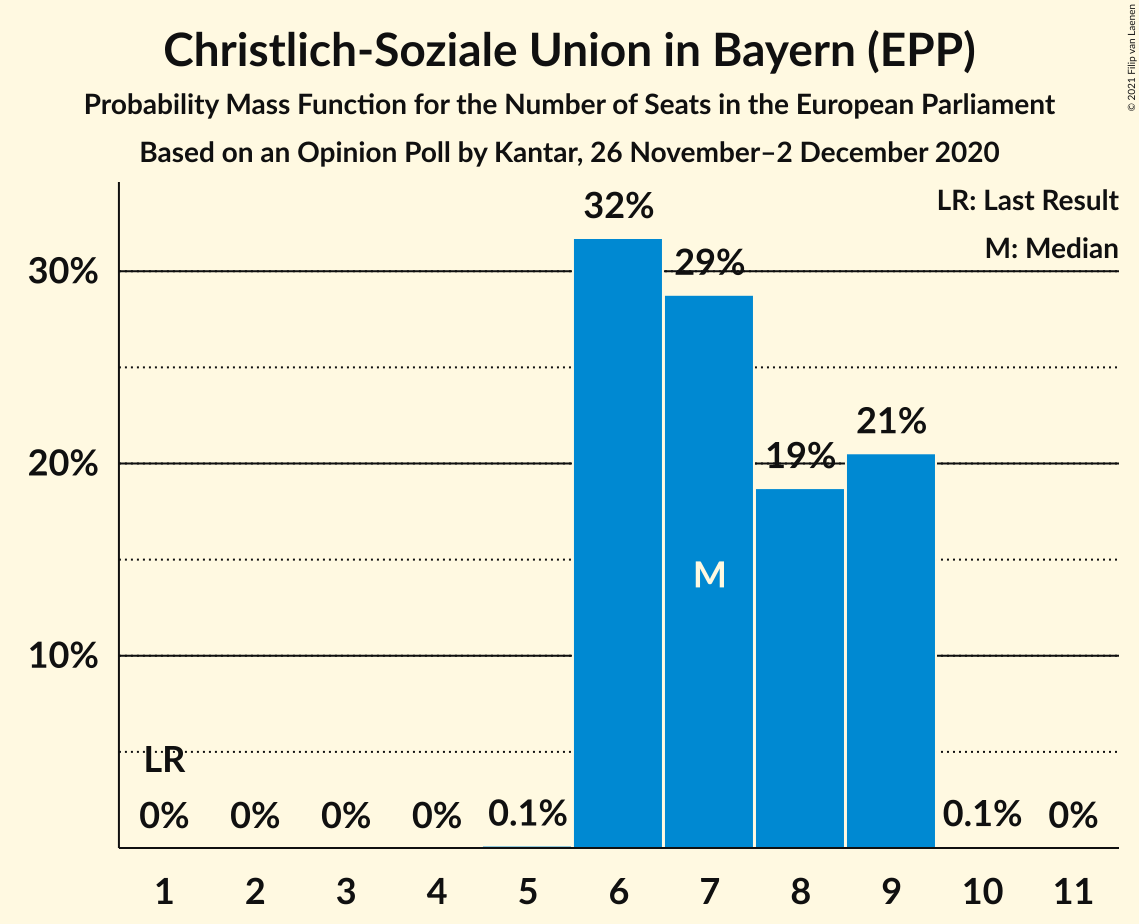 Christlich-Soziale Union in Bayern (EPP)
Probability Mass Function for the Number of Seats in the European Parliament
Based on an Opinion Poll by Kantar, 26 November–2 December 2020
© 2021 Filip van Laenen
LR: Last Result
M: Median
32%
29%
30%
21%
19%
20%
M
10%
LR
0% 0% 0% 0% 0.1% 0.1% 0%
1 2 3 4 5 6 7 8 9 10 11